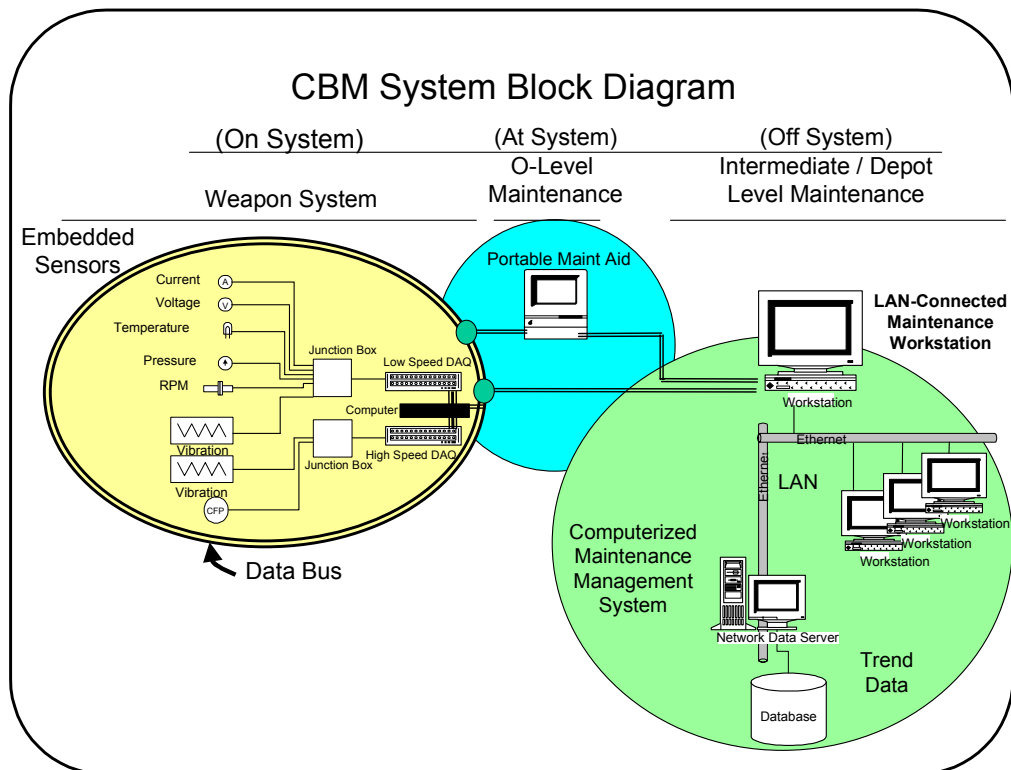 CBM System Block Diagram
(On System)
(At System)
(Off System)
Weapon System
O-Level
Maintenance
Intermediate / Depot
Level Maintenance
Embedded
Sensors
Current
A
Voltage
V
Temperature
Pressure
RPM
Vibration
Vibration
CFP
Junction Box
Low Speed DAQ
Computer
High Speed DAQ
Junction Box
Data Bus
Portable Maint Aid
LAN-Connected
Maintenance
Workstation
Workstation
Ethernet
Ethernet
LAN
Workstation
Workstation
Workstation
Computerized
Maintenance
Management
System
Network Data Server
Trend
Data
Database